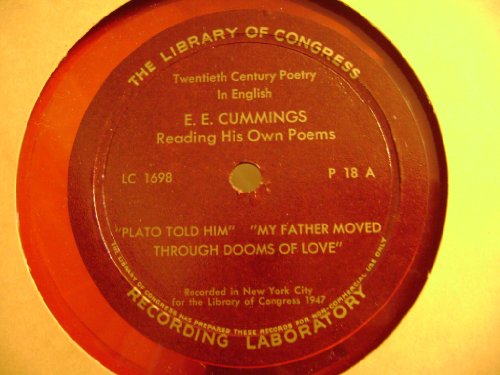 THE LIBRARY OF CONGRESS
Twentieth Century Poetry
In English
E. E. CUMMINGS
Reading His Own Poems
LC 1698
P 18 A
"PLATO TOLD HIM" "MY FATHER MOVED
THROUGH DOOMS OF LOVE"
Recorded in New York City
for the Library of Congress 1947
THE LIBRARY OF CONGRESS HAS PREPARED THESE RECORDS FOR NON-COMMERCIAL USE ONLY
RECORDING LABORATORY